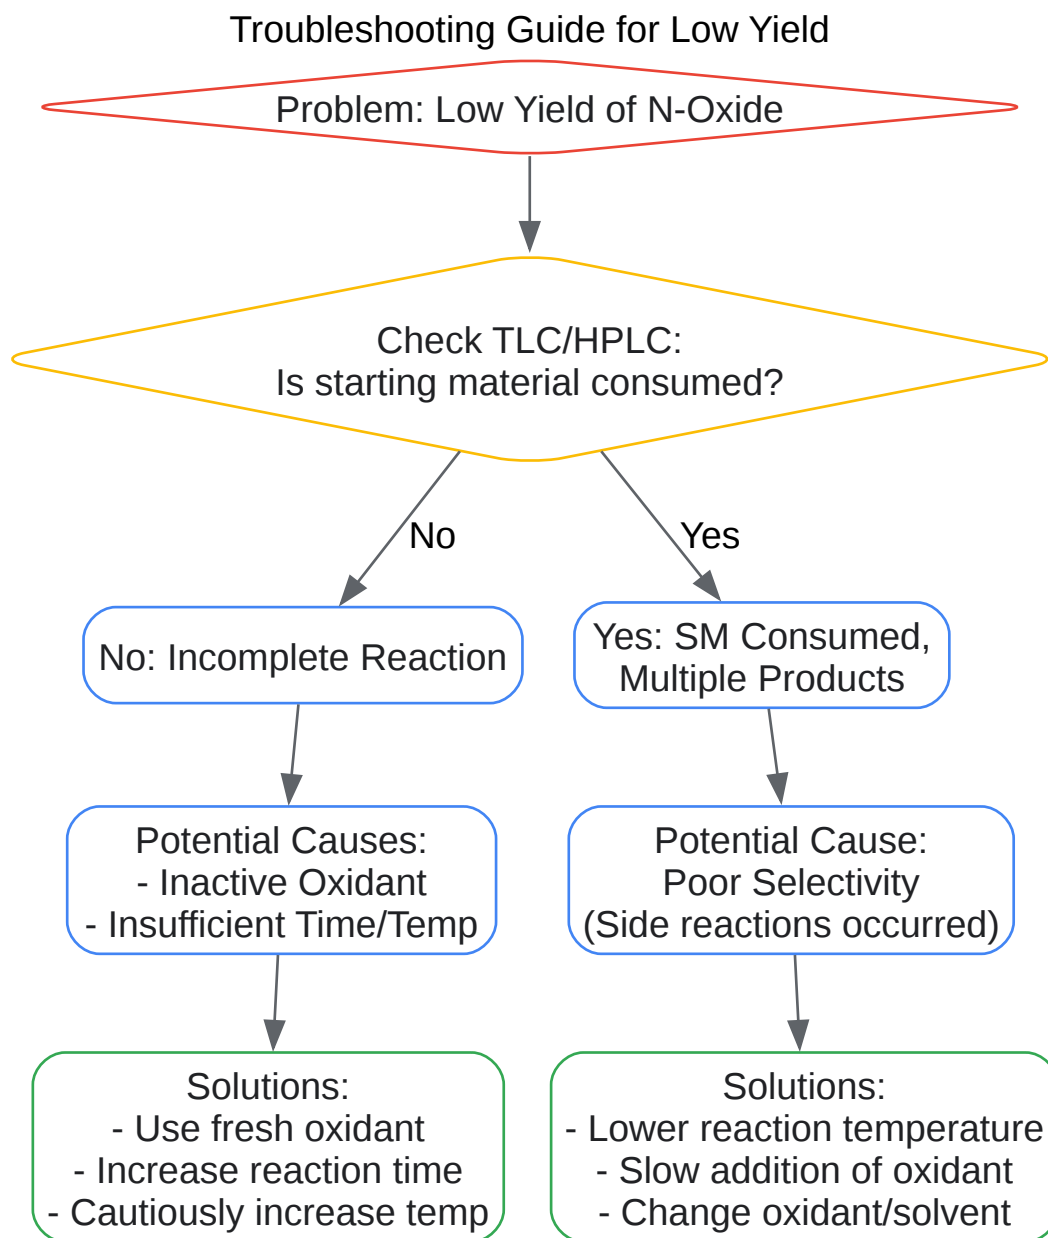 Troubleshooting Guide for Low Yield
Problem: Low Yield of N-Oxide
Check TLC/HPLC:
Is starting material consumed?
No
Yes
No: Incomplete Reaction
Yes: SM Consumed,
Multiple Products
Potential Causes:
- Inactive Oxidant
- Insufficient Time/Temp
Potential Cause:
Poor Selectivity
(Side reactions occurred)
Solutions:
- Use fresh oxidant
- Increase reaction time
- Cautiously increase temp
Solutions:
- Lower reaction temperature
- Slow addition of oxidant
- Change oxidant/solvent